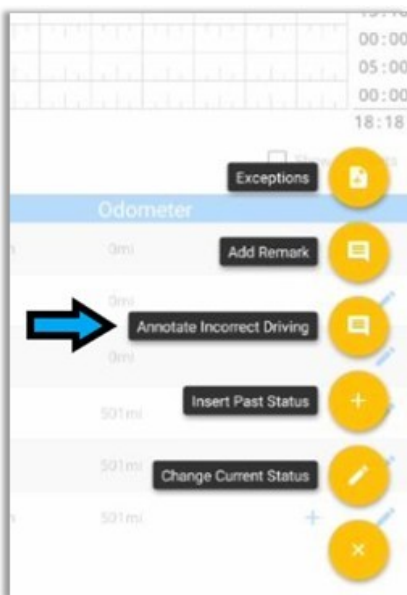 00:00
05:00
00:00
18:18
Exceptions
Odometer
0mi
Add Remark
0mi
Annotate Incorrect Driving
0mi
Insert Past Status
501mi
501mi
Change Current Status
501mi